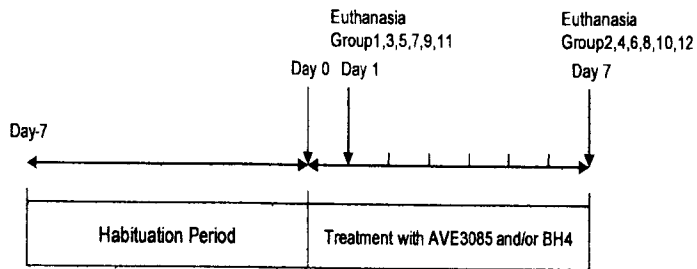 Euthanasia
Group1,3,5,7,9,11
Euthanasia
Group2,4,6,8,10,12
Day 0
Day 1
Day 7
Day-7
Habituation Period
Treatment with AVE3085 and/or BH4